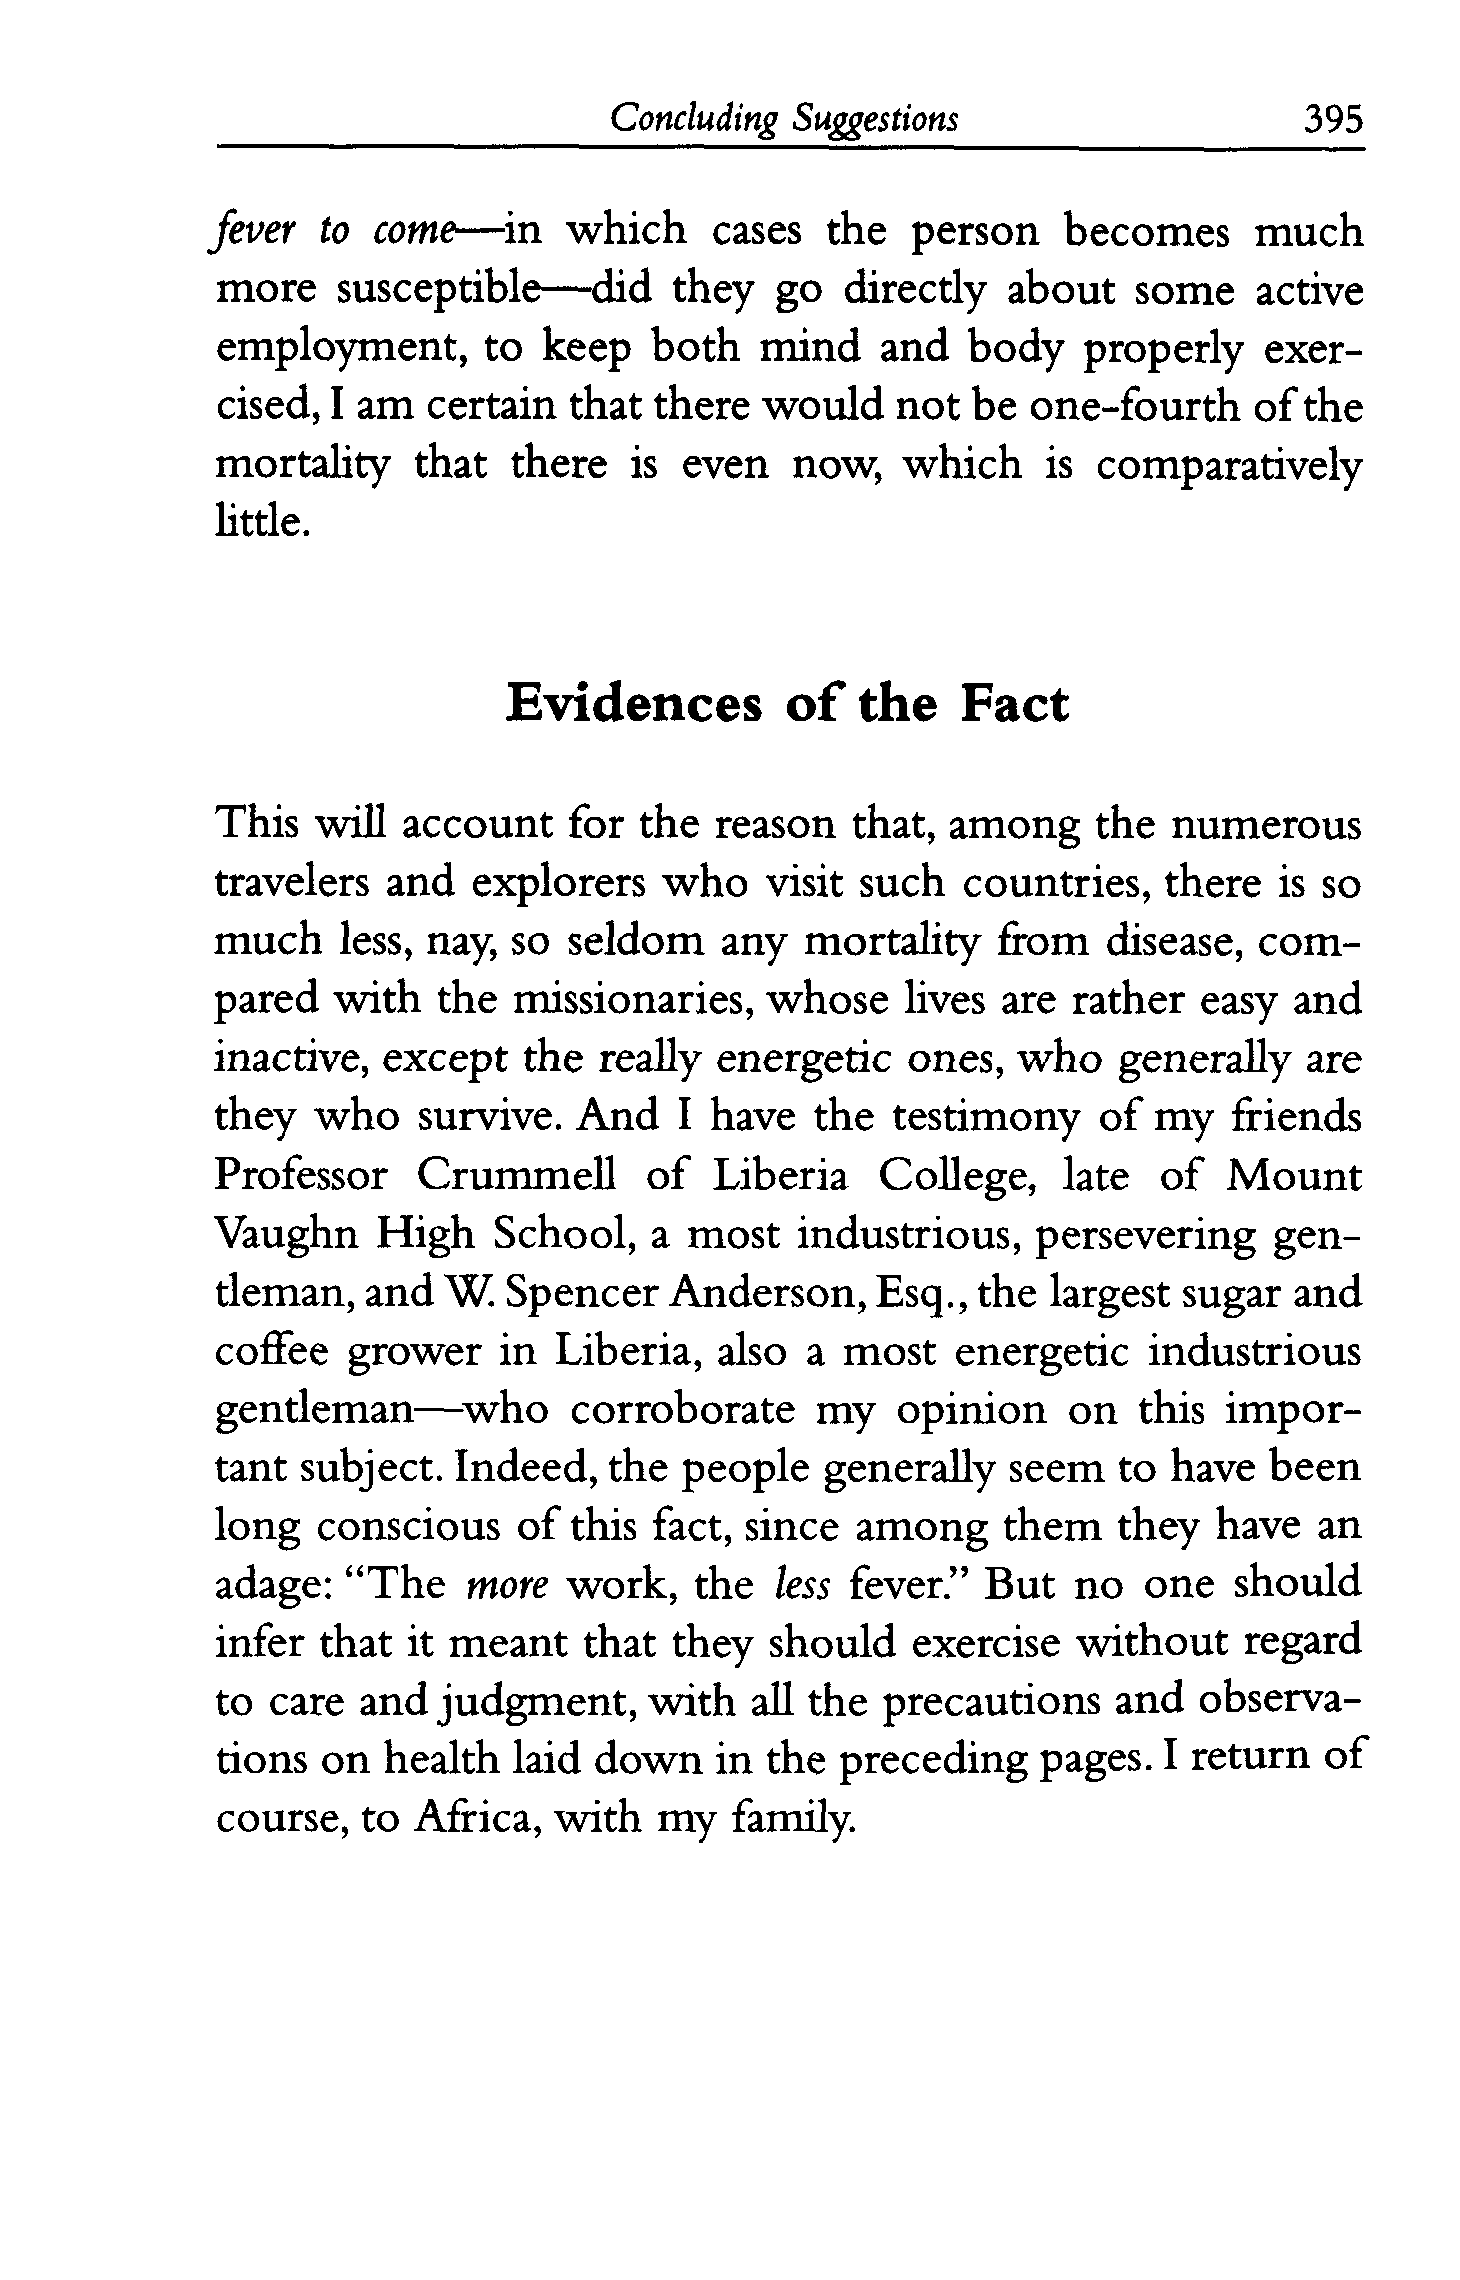 Concluding Suggestions 395
fever to come—in which cases the person becomes much
more susceptible—did they go directly about some active
employment, to keep both mind and body properly exer-
cised, I am certain that there would not be one-fourth of the
mortality that there is even now, which is comparatively
little.
Evidences of the Fact
This will account for the reason that, among the numerous
travelers and explorers who visit such countries, there is so
much less, nay, so seldom any mortality from disease, com-
pared with the missionaries, whose lives are rather easy and
inactive, except the really energetic ones, who generally are
they who survive. And I have the testimony of my friends
Professor Crummell of Liberia College, late of Mount
Vaughn High School, a most industrious, persevering gen-
tleman, and W. Spencer Anderson, Esq., the largest sugar and
coffee grower in Liberia, also a most energetic industrious
gentleman—who corroborate my opinion on this impor-
tant subject. Indeed, the people generally seem to have been
long conscious of this fact, since among them they have an
adage: “The more work, the less fever.” But no one should
infer that it meant that they should exercise without regard
to care and judgment, with all the precautions and observa-
tions on health laid down in the preceding pages. I return of
course, to Africa, with my family.